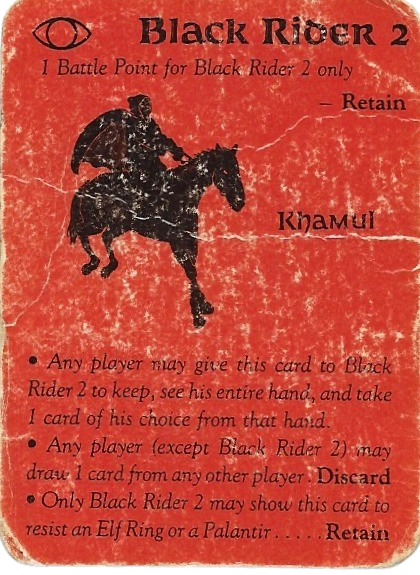 Black Rider 2
1 Battle Point for Black Rider 2 only
– Retain
Khamul
• Any player may give this card to Black
Rider 2 to keep, see his entire hand, and take
1 card of his choice from that hand.
• Any player (except Black Rider 2) may
draw 1 card from any other player. Discard
• Only Black Rider 2 may show this card to
resist an Elf Ring or a Palantir . . . . . Retain